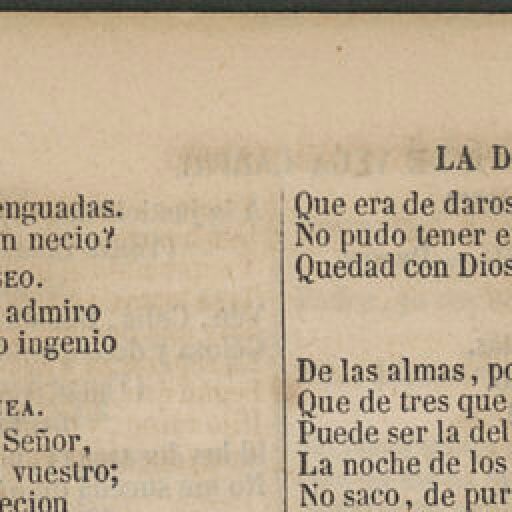 LA D
enguadas.
n necio?
SEO.
admiro
o ingenio
Señor,
vuestro;
ecion
Que era de daros
No pudo tener e
Quedad con Dios
De las almas, po
Que de tres que
Puede ser la del
La noche de los
No saco, de pur